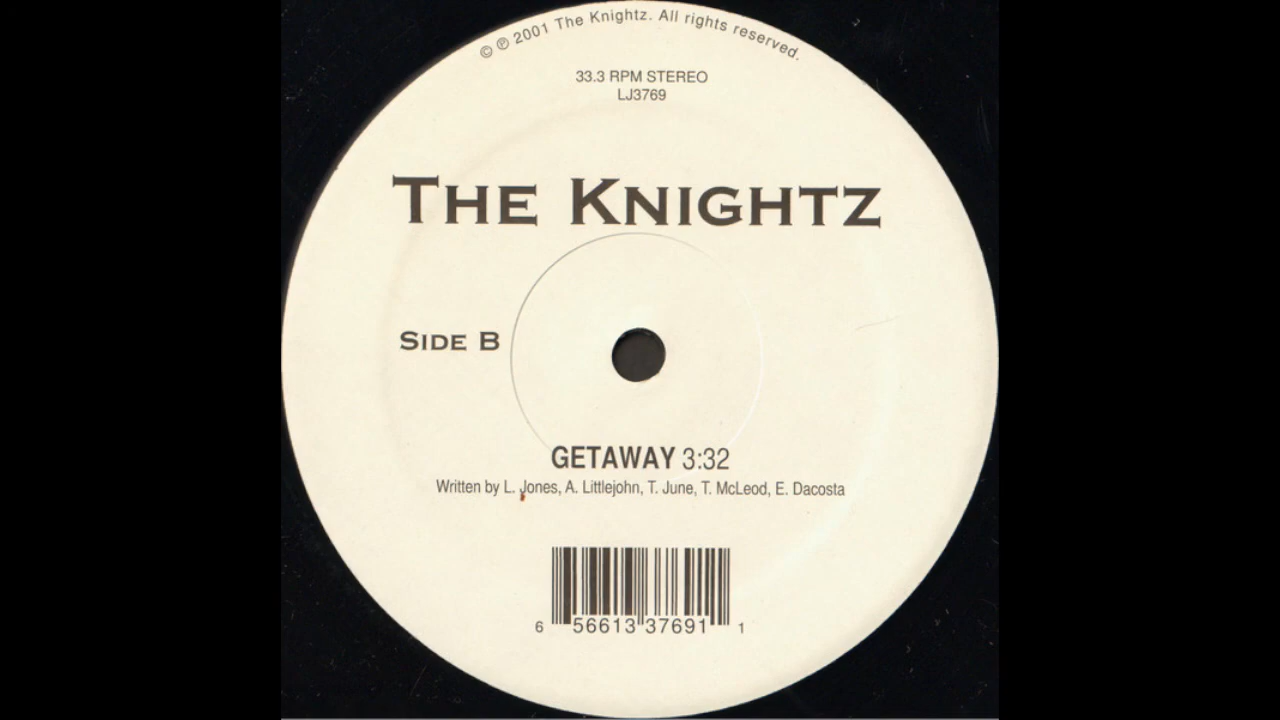 © ℗ 2001 The Knightz. All rights reserved.
33.3 RPM STEREO
LJ3769
THE KNIGHTZ
SIDE B
GETAWAY 3:32
Written by L. Jones, A. Littlejohn, T. June, T. McLeod, E. Dacosta
6 56613 37691 1